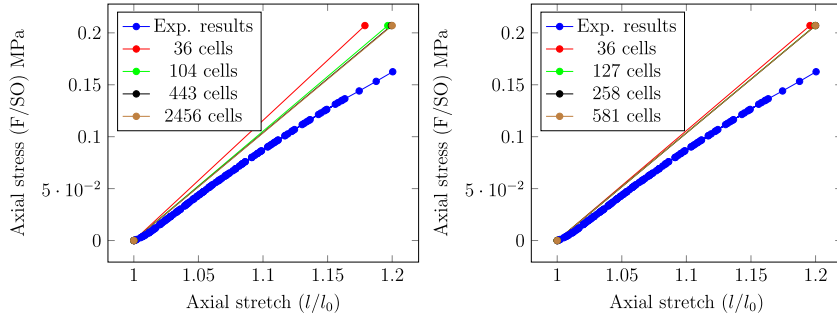 Exp. results
36 cells
104 cells
443 cells
2456 cells
0.2
0.15
0.1
5 · 10⁻²
0
1
1.05
1.1
1.15
1.2
Axial stress (F/SO) MPa
Axial stretch (l/l₀)
Exp. results
36 cells
127 cells
258 cells
581 cells
0.2
0.15
0.1
5 · 10⁻²
0
1
1.05
1.1
1.15
1.2
Axial stress (F/SO) MPa
Axial stretch (l/l₀)